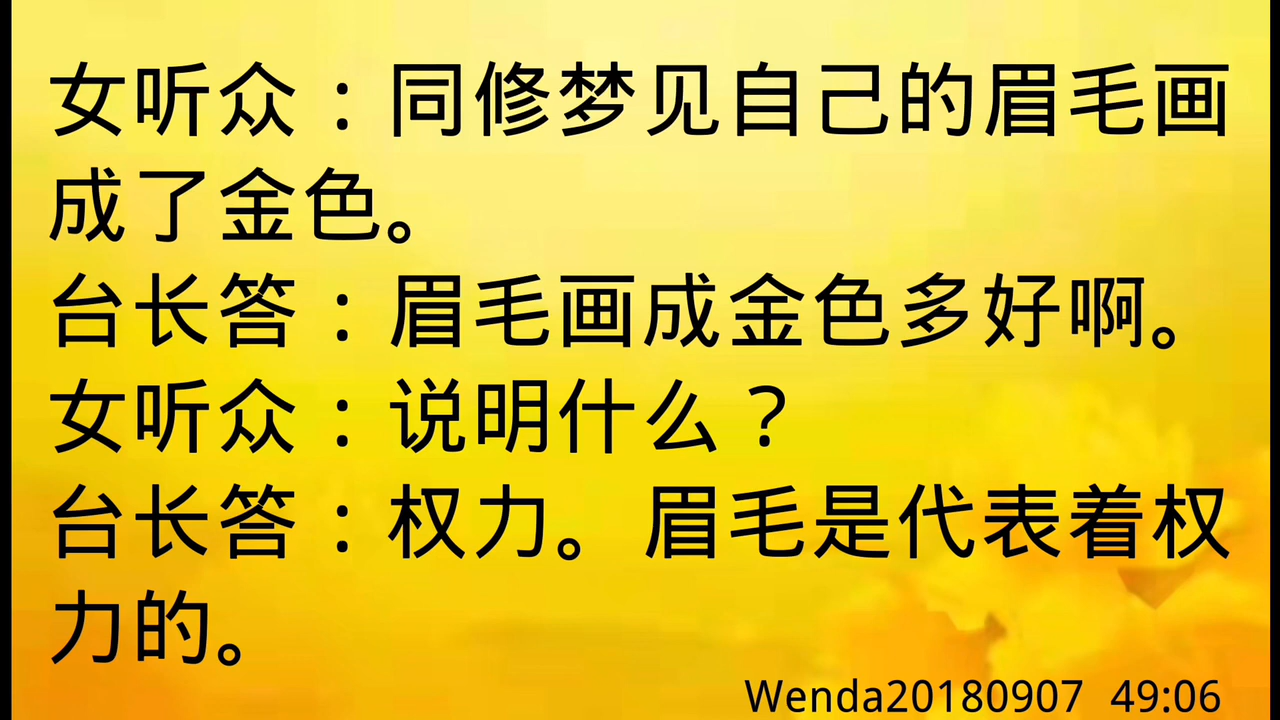 女听众：同修梦见自己的眉毛画
成了金色。
台长答：眉毛画成金色多好啊。
女听众：说明什么？
台长答：权力。眉毛是代表着权
力的。
Wenda20180907 49:06